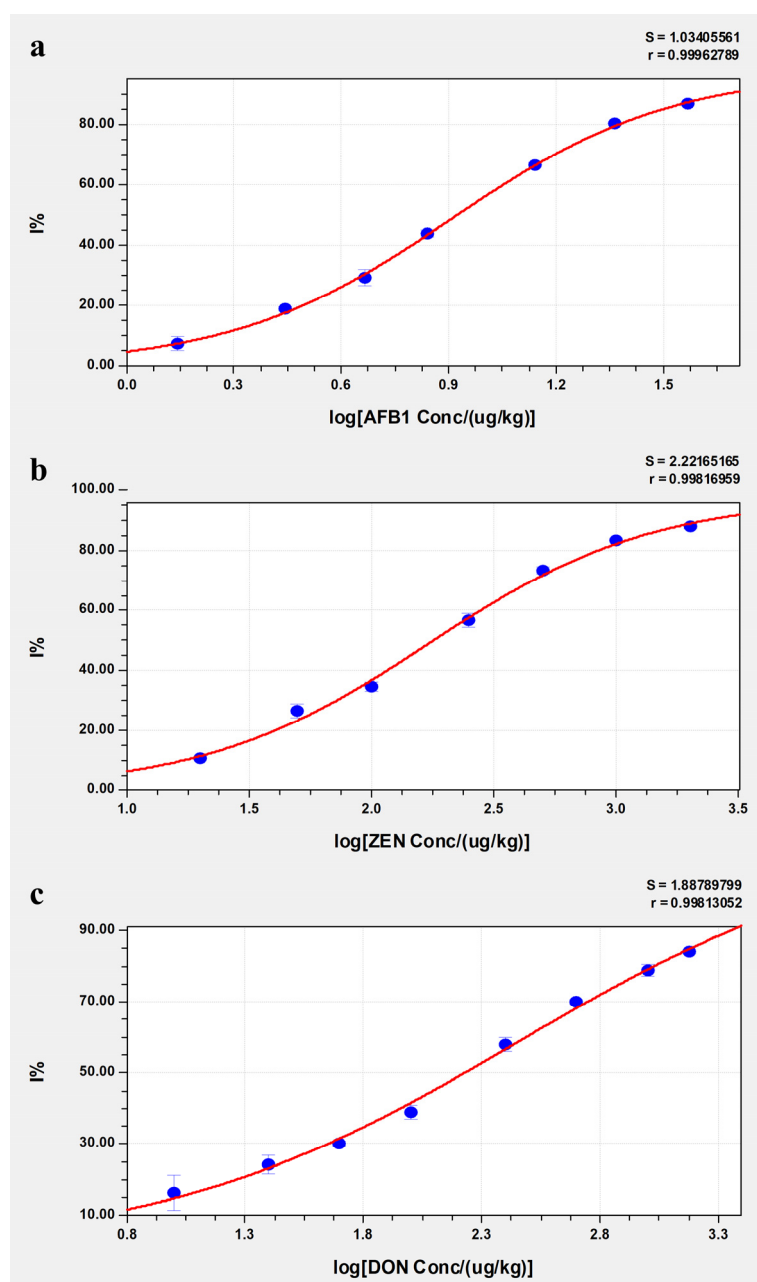 a
S = 1.03405561
r = 0.99962789
80.00
60.00
40.00
20.00
0.00
I%
0.0 0.3 0.6 0.9 1.2 1.5
log[AFB1 Conc/(ug/kg)]
b
S = 2.22165165
r = 0.99816959
100.00
80.00
60.00
40.00
20.00
0.00
I%
1.0 1.5 2.0 2.5 3.0 3.5
log[ZEN Conc/(ug/kg)]
c
S = 1.88789799
r = 0.99813052
90.00
70.00
50.00
30.00
10.00
I%
0.8 1.3 1.8 2.3 2.8 3.3
log[DON Conc/(ug/kg)]